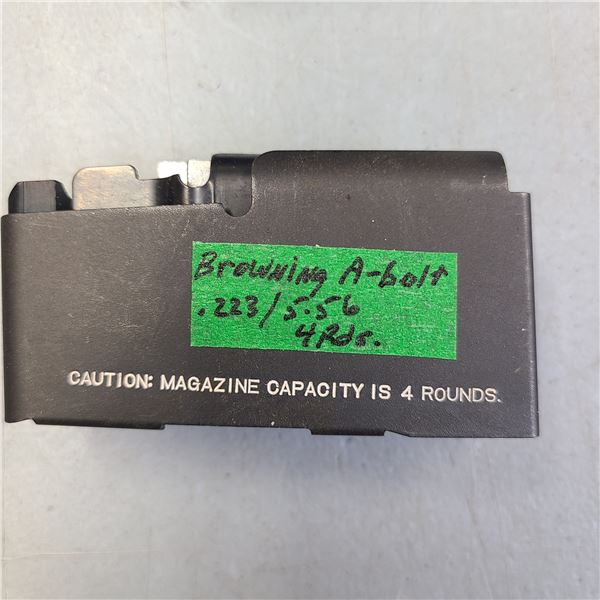 Browning A-bolt
.223/5.56
4Rds.
CAUTION: MAGAZINE CAPACITY IS 4 ROUNDS.